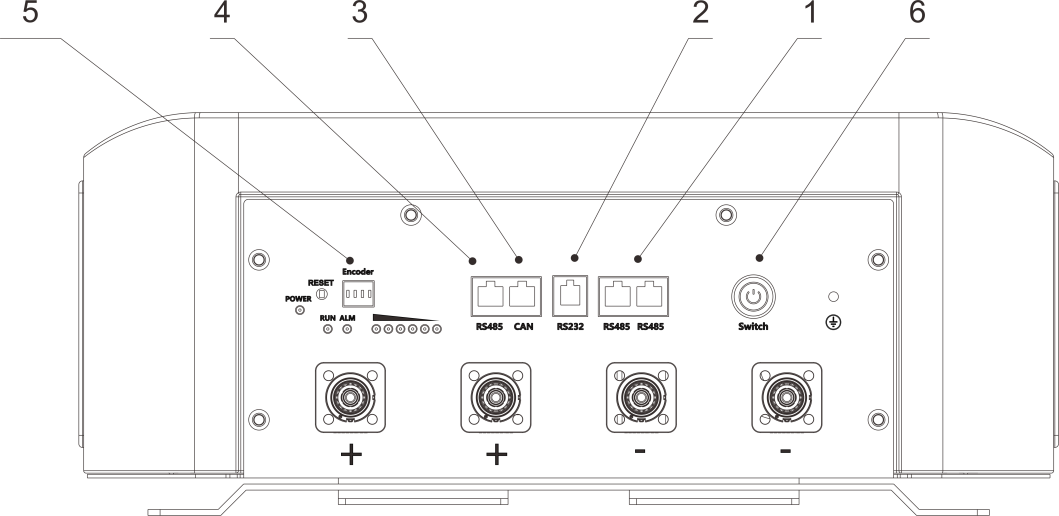 5 4 3 2 1 6
Encoder
RESET
POWER
RUN ALM
RS485 CAN RS232 RS485 RS485 Switch
+ + - -